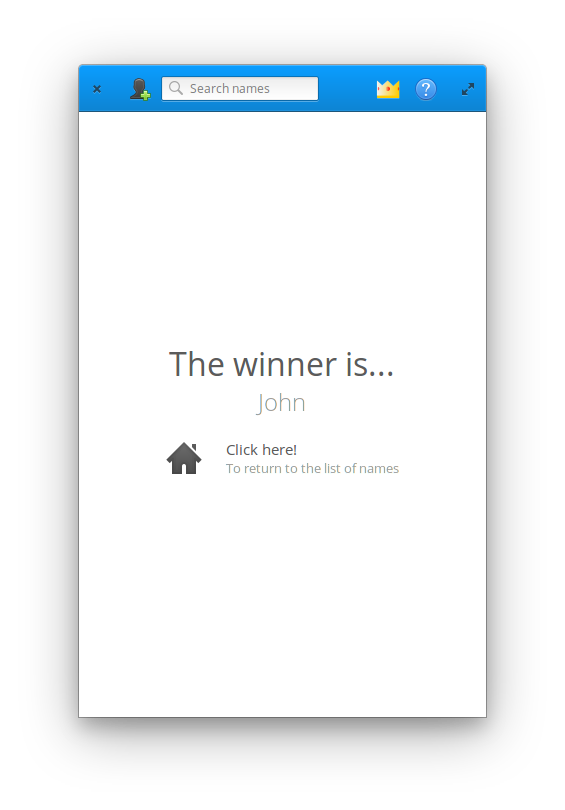 Search names
?
The winner is...
John
Click here!
To return to the list of names